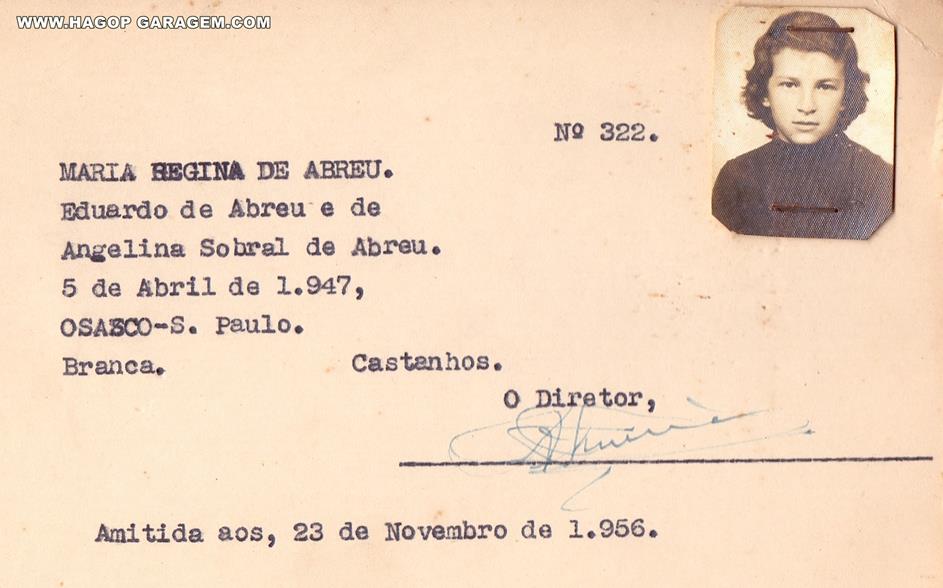 WWW.HAGOP GARAGEM.COM
Nº 322.
MARIA REGINA DE ABREU.
Eduardo de Abreu e de
Angelina Sobral de Abreu.
5 de Abril de 1.947,
OSASCO-S. Paulo.
Branca. Castanhos.
O Diretor,
Amitida aos, 23 de Novembro de 1.956.